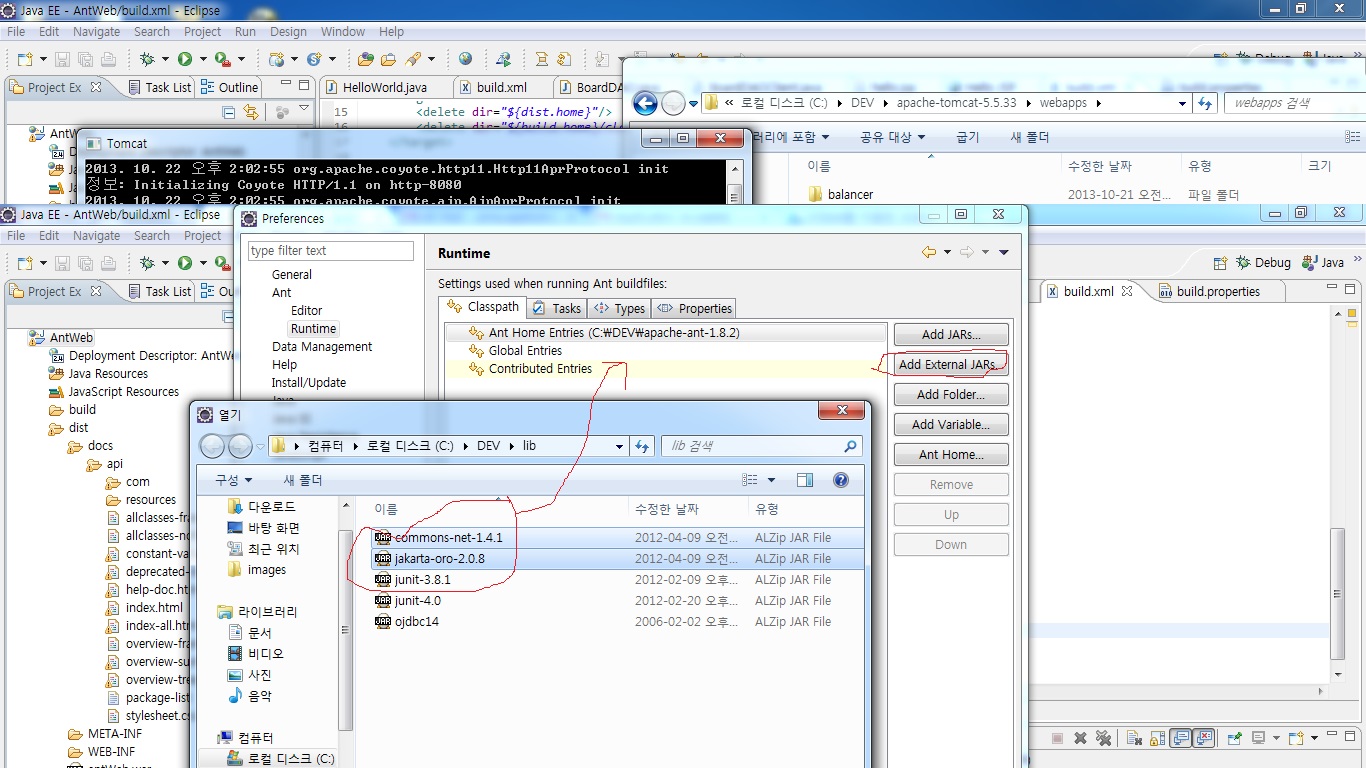 Java EE - AntWeb/build.xml - Eclipse
File Edit Navigate Search Project Run Design Window Help
Project Ex Task List Outline
HelloWorld.java build.xml BoardDA
15 <delete dir="${dist.home}"/>
16
Debug Java
« 로컬 디스크 (C:) DEV apache-tomcat-5.5.33 webapps
webapps 검색
리에 포함 공유 대상 굽기 새 폴더
이름 수정한 날짜 유형 크기
balancer 2013-10-21 오전... 파일 폴더
AntW
Tomcat
2013. 10. 22 오후 2:02:55 org.apache.coyote.http11.Http11AprProtocol init
정보: Initializing Coyote HTTP/1.1 on http-8080
2013. 10. 22 오후 2:02:55 org.apache.coyote.ajp.AjpAprProtocol init
Java EE - AntWeb/build.xml - Eclipse
File Edit Navigate Search Project
Project Ex Task List Ou
AntWeb
Deployment Descriptor: AntWe
Java Resources
JavaScript Resources
build
dist
docs
api
com
resources
allclasses-fra
allclasses-no
constant-va
deprecated-
help-doc.ht
index.html
index-all.htm
overview-fra
overview-su
overview-tre
package-list
stylesheet.c
META-INF
WEB-INF
antWeb.war
Preferences
type filter text
General
Ant
Editor
Runtime
Data Management
Help
Install/Update
Java
Runtime
Settings used when running Ant buildfiles:
Classpath Tasks Types Properties
Ant Home Entries (C:₩DEV₩apache-ant-1.8.2)
Global Entries
Contributed Entries
Add JARs...
Add External JARs...
Add Folder...
Add Variable...
Ant Home...
Remove
Up
Down
Debug Java
build.xml build.properties
열기
컴퓨터 로컬 디스크 (C:) DEV lib
lib 검색
구성 새 폴더
다운로드
바탕 화면
최근 위치
images
라이브러리
문서
비디오
사진
음악
컴퓨터
로컬 디스크 (C:)
이름 수정한 날짜 유형
commons-net-1.4.1 2012-04-09 오전... ALZip JAR File
jakarta-oro-2.0.8 2012-04-09 오전... ALZip JAR File
junit-3.8.1 2012-02-09 오후... ALZip JAR File
junit-4.0 2012-02-20 오후... ALZip JAR File
ojdbc14 2006-02-02 오후... ALZip JAR File